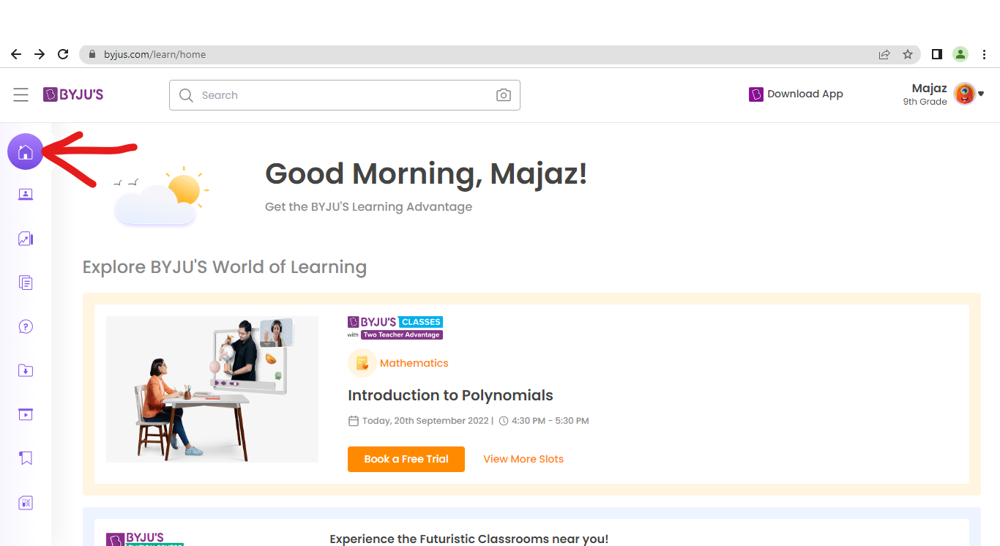 byjus.com/learn/home
BYJU'S
Search
Download App
Majaz
9th Grade
Good Morning, Majaz!
Get the BYJU'S Learning Advantage
Explore BYJU'S World of Learning
BYJU'S CLASSES
with Two Teacher Advantage
Mathematics
Introduction to Polynomials
Today, 20th September 2022 | 4:30 PM - 5:30 PM
Book a Free Trial
View More Slots
BYJU'S
Experience the Futuristic Classrooms near you!